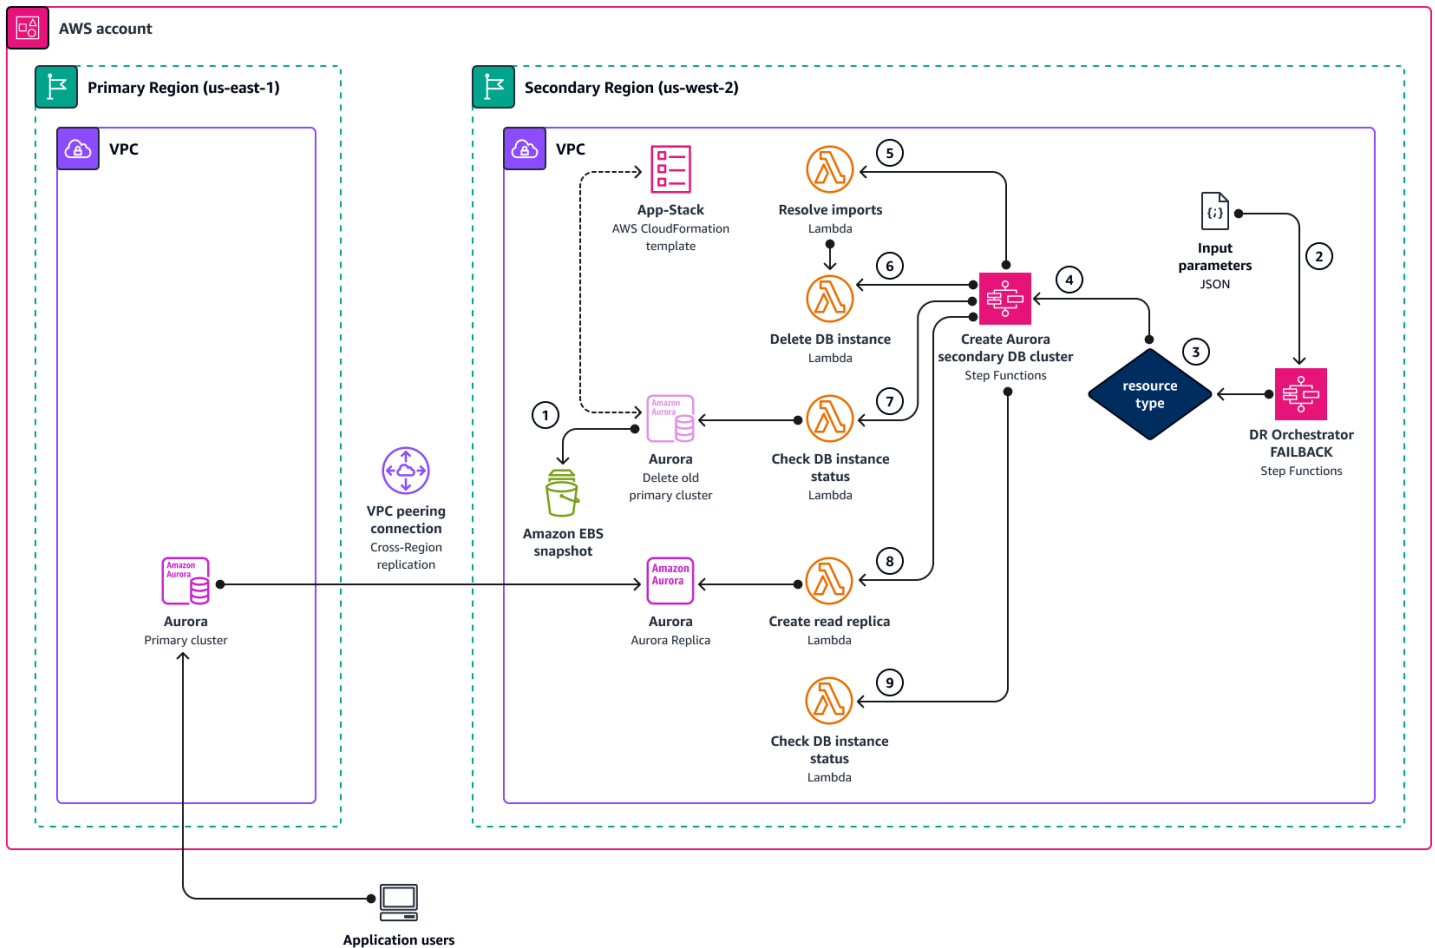 AWS account
Primary Region (us-east-1)
Secondary Region (us-west-2)
VPC
VPC
App-Stack
AWS CloudFormation
template
5
Resolve imports
Lambda
{;}
Input
parameters
JSON
2
6
Delete DB instance
Lambda
4
Create Aurora
secondary DB cluster
Step Functions
3
resource
type
DR Orchestrator
FAILBACK
Step Functions
1
Amazon
Aurora
Aurora
Delete old
primary cluster
7
Check DB instance
status
Lambda
Amazon EBS
snapshot
VPC peering
connection
Cross-Region
replication
Amazon
Aurora
Aurora
Primary cluster
Amazon
Aurora
Aurora
Aurora Replica
8
Create read replica
Lambda
9
Check DB instance
status
Lambda
Application users